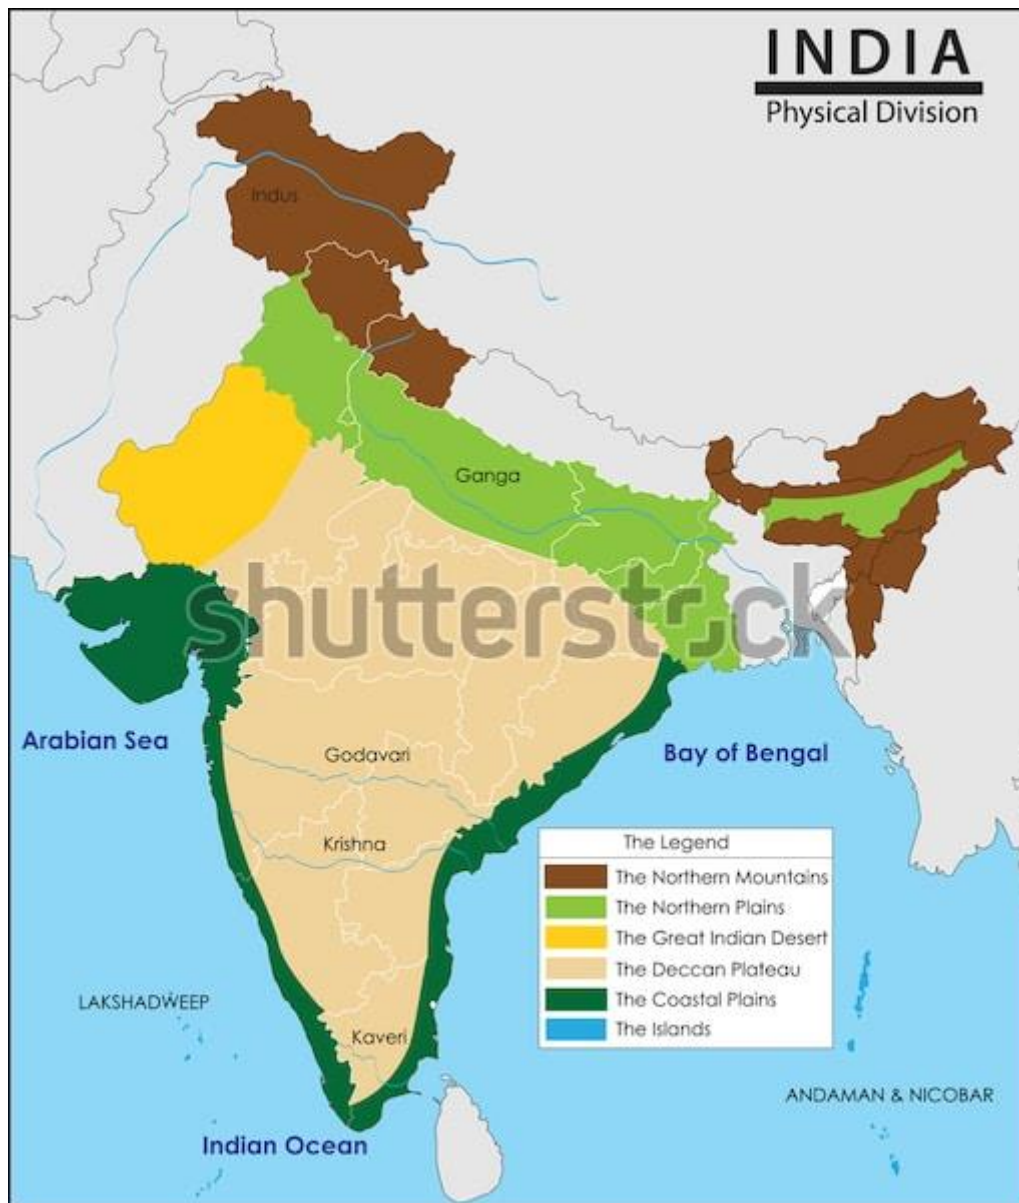 INDIA
Physical Division
Indus
Ganga
shutterstock
Arabian Sea
Godavari
Bay of Bengal
Krishna
The Legend
The Northern Mountains
The Northern Plains
The Great Indian Desert
The Deccan Plateau
The Coastal Plains
The Islands
LAKSHADWEEP
Kaveri
ANDAMAN & NICOBAR
Indian Ocean